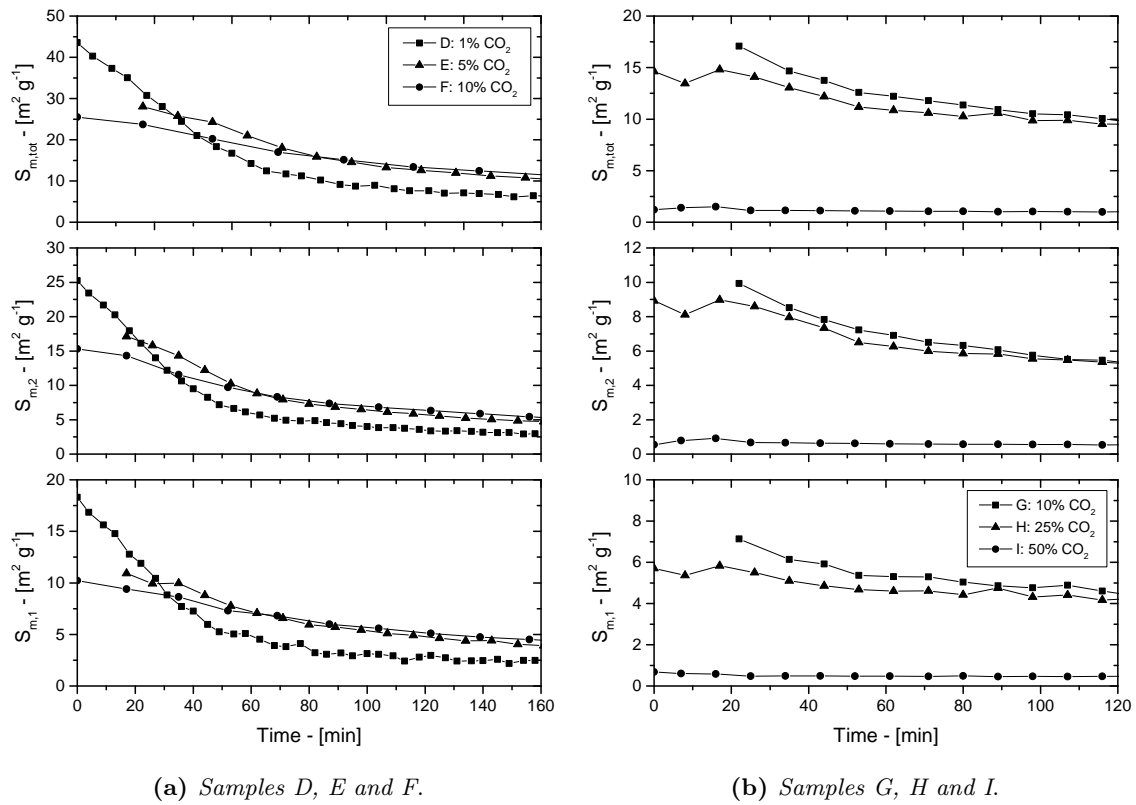 50
40
30
20
10
0
S_m,tot - [m² g⁻¹]
D: 1% CO₂
E: 5% CO₂
F: 10% CO₂
30
25
20
15
10
5
0
S_m,2 - [m² g⁻¹]
20
15
10
5
0
S_m,1 - [m² g⁻¹]
0 20 40 60 80 100 120 140 160
Time - [min]
(a) Samples D, E and F.
20
15
10
5
0
S_m,tot - [m² g⁻¹]
12
10
8
6
4
2
0
S_m,2 - [m² g⁻¹]
10
8
6
4
2
0
S_m,1 - [m² g⁻¹]
G: 10% CO₂
H: 25% CO₂
I: 50% CO₂
0 20 40 60 80 100 120
Time - [min]
(b) Samples G, H and I.